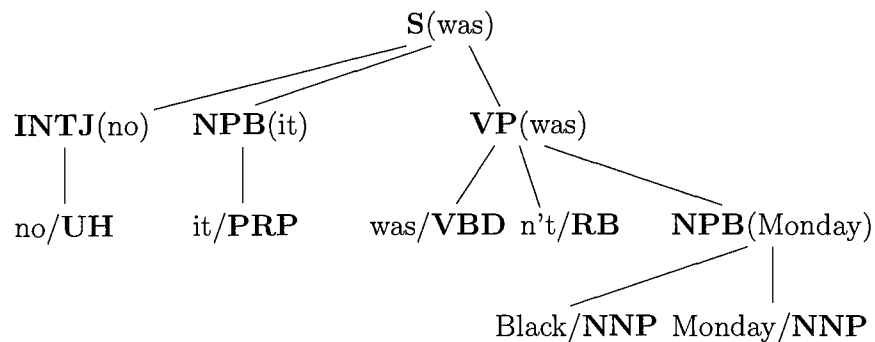 S(was)
INTJ(no) NPB(it) VP(was)
no/UH it/PRP was/VBD n't/RB NPB(Monday)
Black/NNP Monday/NNP